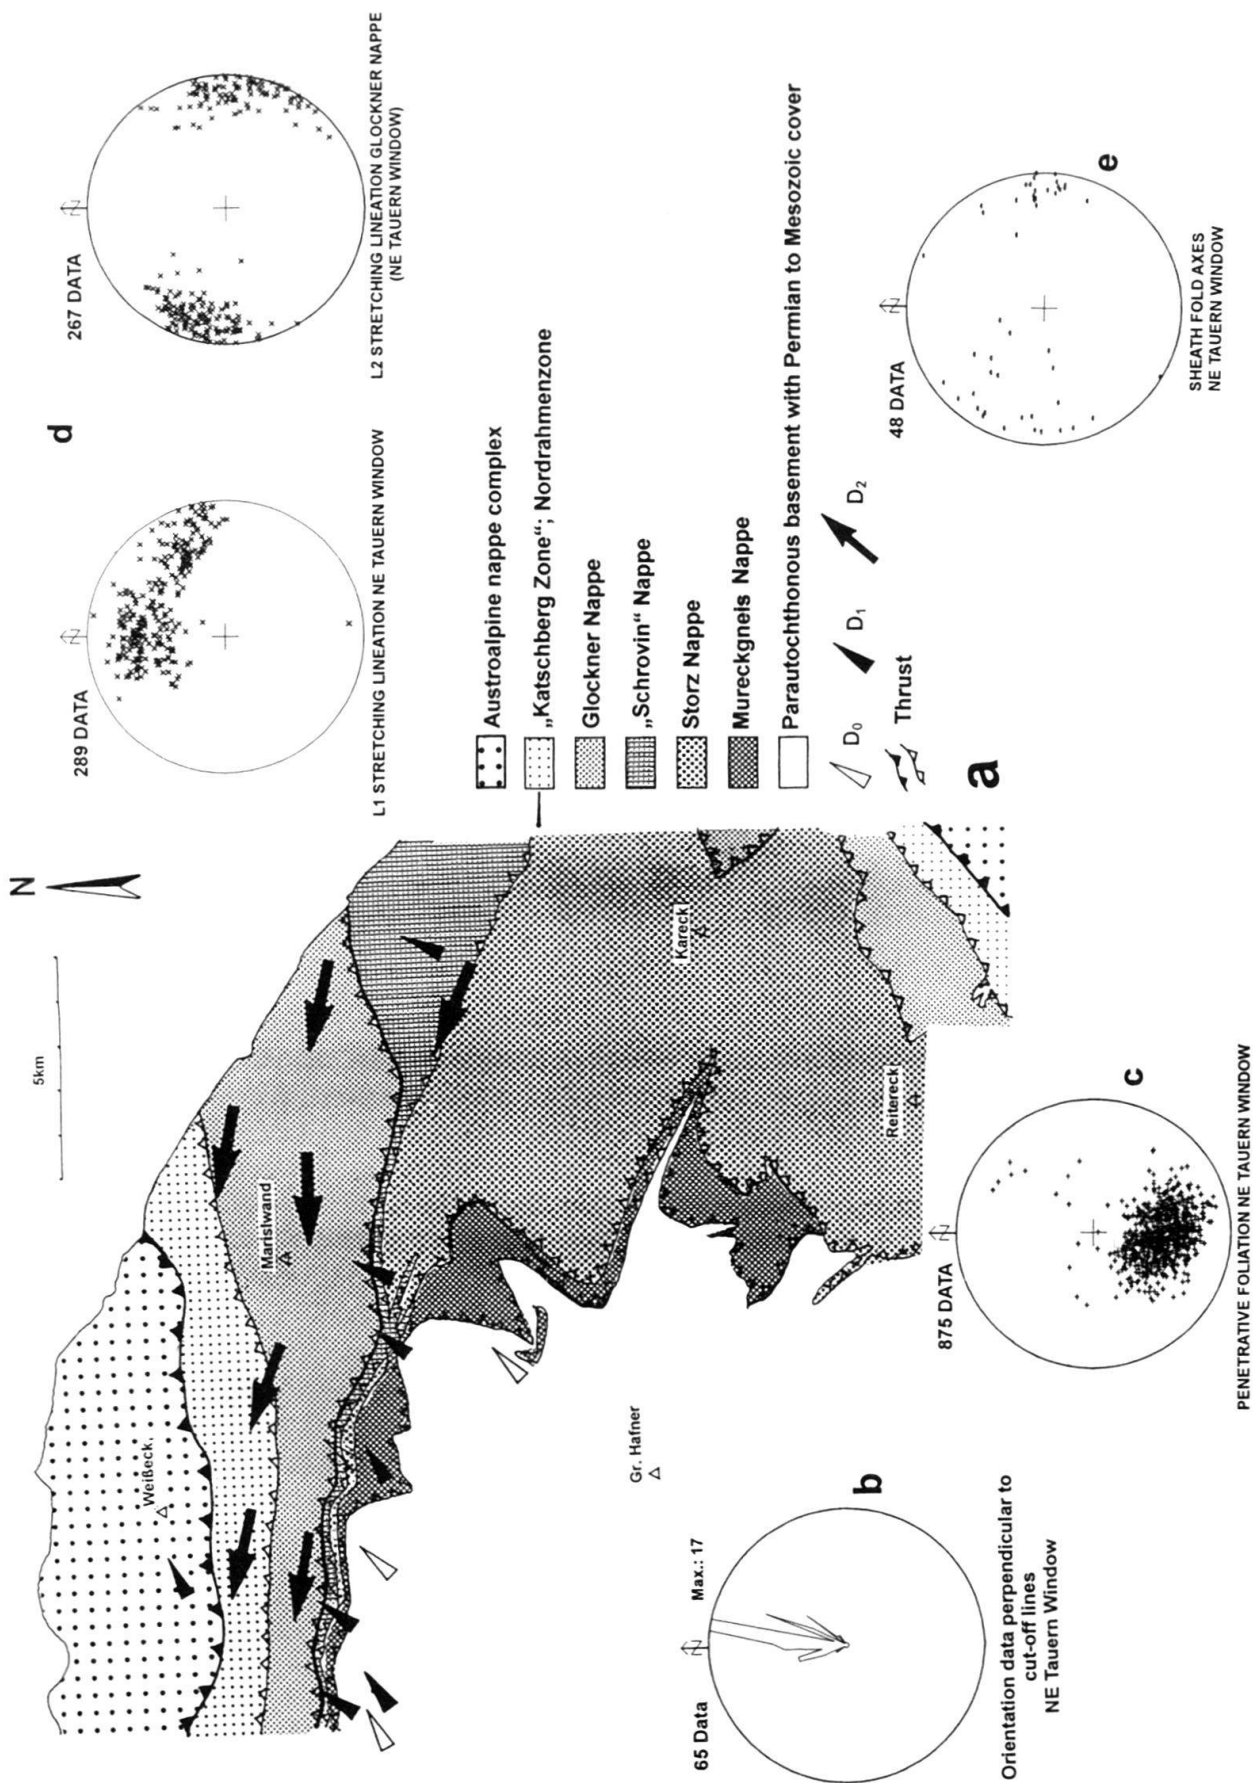 N
5km
Weißeck
Marislwand
Kareck
Reitereck
Gr. Hafner
a
Austroalpine nappe complex
„Katschberg Zone“; Nordrahmenzone
Glockner Nappe
„Schrovin“ Nappe
Storz Nappe
Mureckgneis Nappe
Parautochthonous basement with Permian to Mesozoic cover
D0 D1 D2
Thrust
65 Data
N
Max.: 17
b
Orientation data perpendicular to
cut-off lines
NE Tauern Window
875 DATA
N
c
PENETRATIVE FOLIATION NE TAUERN WINDOW
d
289 DATA
N
L1 STRETCHING LINEATION NE TAUERN WINDOW
267 DATA
N
L2 STRETCHING LINEATION GLOCKNER NAPPE
(NE TAUERN WINDOW)
48 DATA
N
e
SHEATH FOLD AXES
NE TAUERN WINDOW